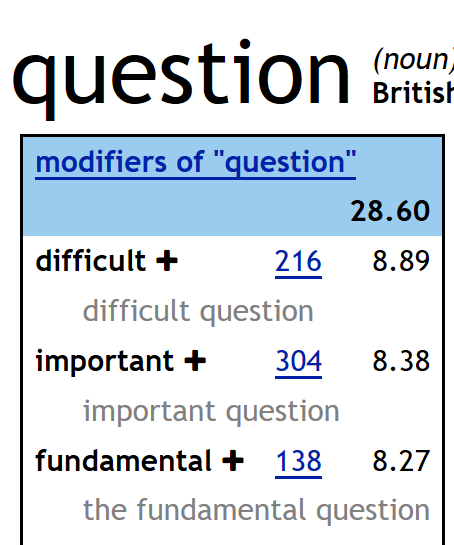 question (noun)
British
modifiers of "question"
28.60
difficult + 216 8.89
difficult question
important + 304 8.38
important question
fundamental + 138 8.27
the fundamental question